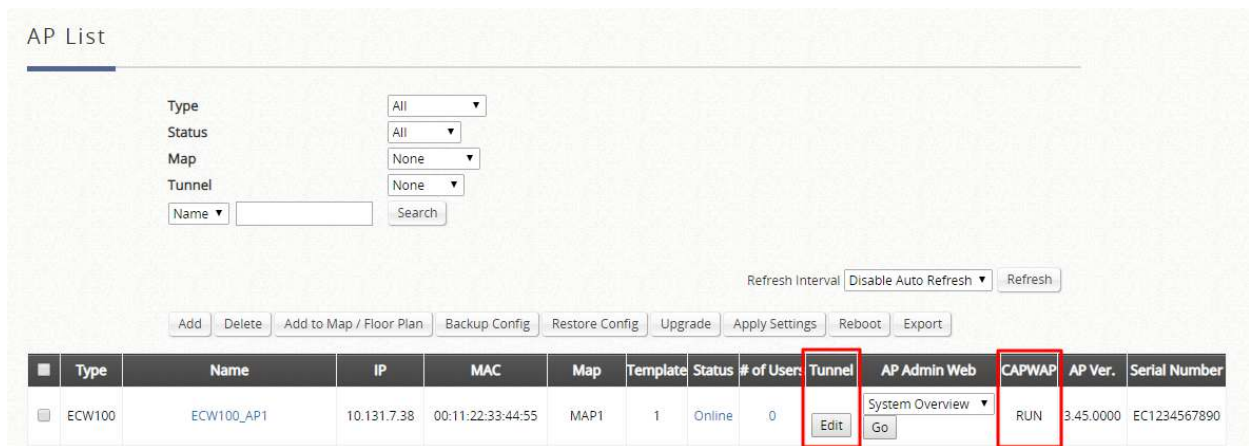 AP List
Type All
Status All
Map None
Tunnel None
Name Search
Refresh Interval Disable Auto Refresh Refresh
Add Delete Add to Map / Floor Plan Backup Config Restore Config Upgrade Apply Settings Reboot Export
Type Name IP MAC Map Template Status # of Users Tunnel AP Admin Web CAPWAP AP Ver. Serial Number
ECW100 ECW100_AP1 10.131.7.38 00:11:22:33:44:55 MAP1 1 Online 0 Edit System Overview Go RUN 3.45.0000 EC1234567890